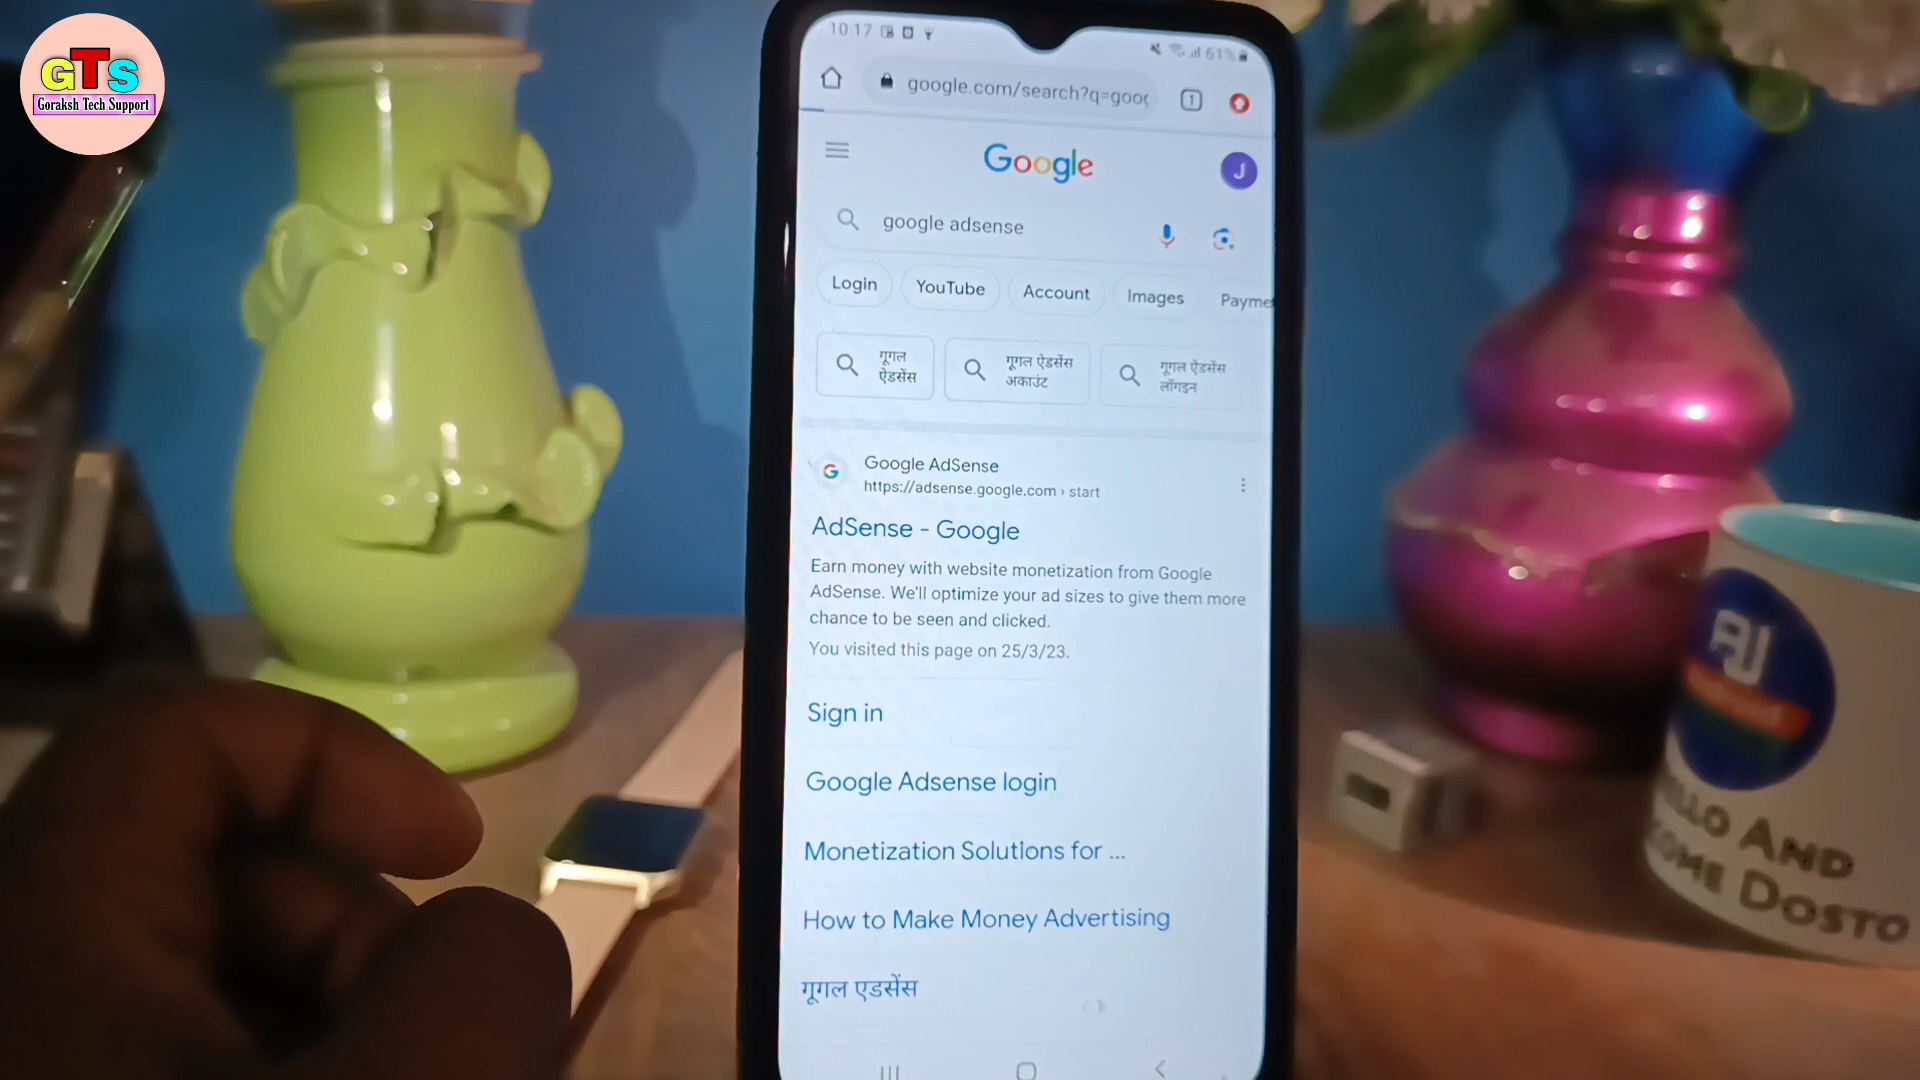 GTS
Goraksh Tech Support
10:17
61%
google.com/search?q=goog
1
Google
J
google adsense
Login
YouTube
Account
Images
Payme
गूगल
ऐडसेंस
गूगल ऐडसेंस
अकाउंट
गूगल ऐडसेंस
लॉगइन
G
Google AdSense
https://adsense.google.com › start
AdSense - Google
Earn money with website monetization from Google
AdSense. We'll optimize your ad sizes to give them more
chance to be seen and clicked.
You visited this page on 25/3/23.
Sign in
Google Adsense login
Monetization Solutions for ...
How to Make Money Advertising
गूगल एडसेंस
AND
DOSTO